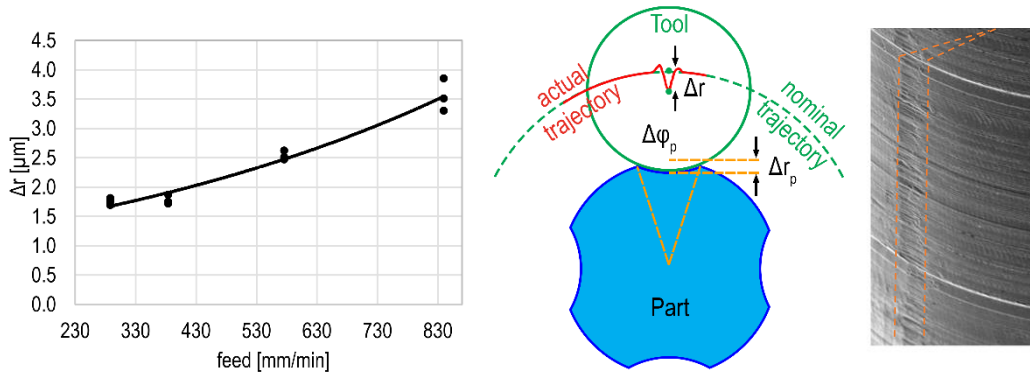 4.5
4.0
3.5
3.0
2.5
2.0
1.5
1.0
0.5
0.0
Δr [µm]
230 330 430 530 630 730 830
feed [mm/min]
Tool
actual
trajectory
nominal
trajectory
Δr
Δφp
Δrp
Part